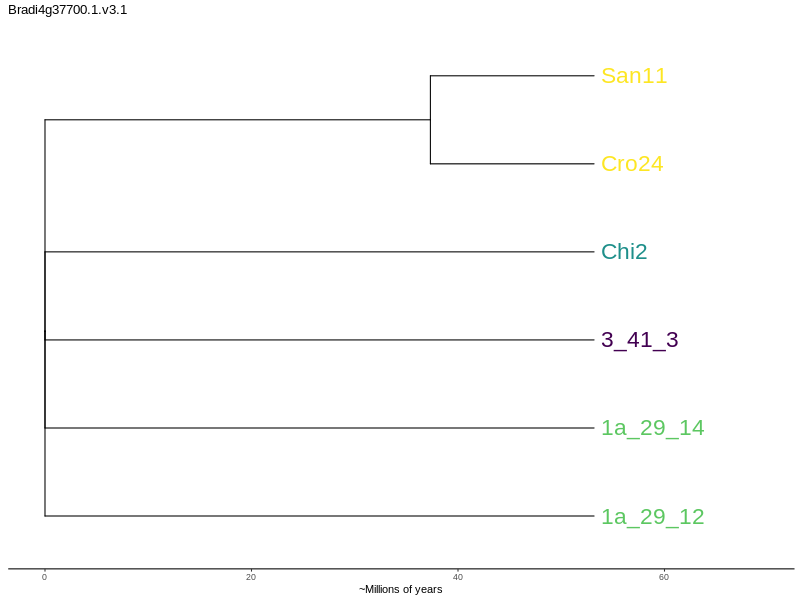 Bradi4g37700.1.v3.1
San11
Cro24
Chi2
3_41_3
1a_29_14
1a_29_12
0 20 40 60
~Millions of years